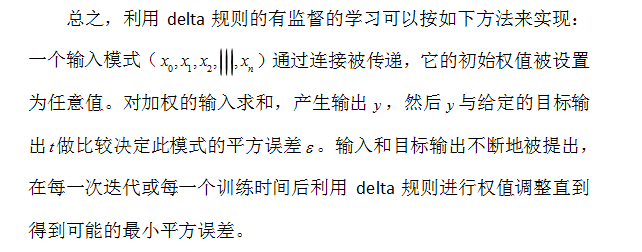 总之，利用 delta 规则的有监督的学习可以按如下方法来实现：
一个输入模式（x₀,x₁,x₂,|||,xₙ）通过连接被传递，它的初始权值被设置
为任意值。对加权的输入求和，产生输出 y，然后 y 与给定的目标输
出 t 做比较决定此模式的平方误差 ε。输入和目标输出不断地被提出，
在每一次迭代或每一个训练时间后利用 delta 规则进行权值调整直到
得到可能的最小平方误差。